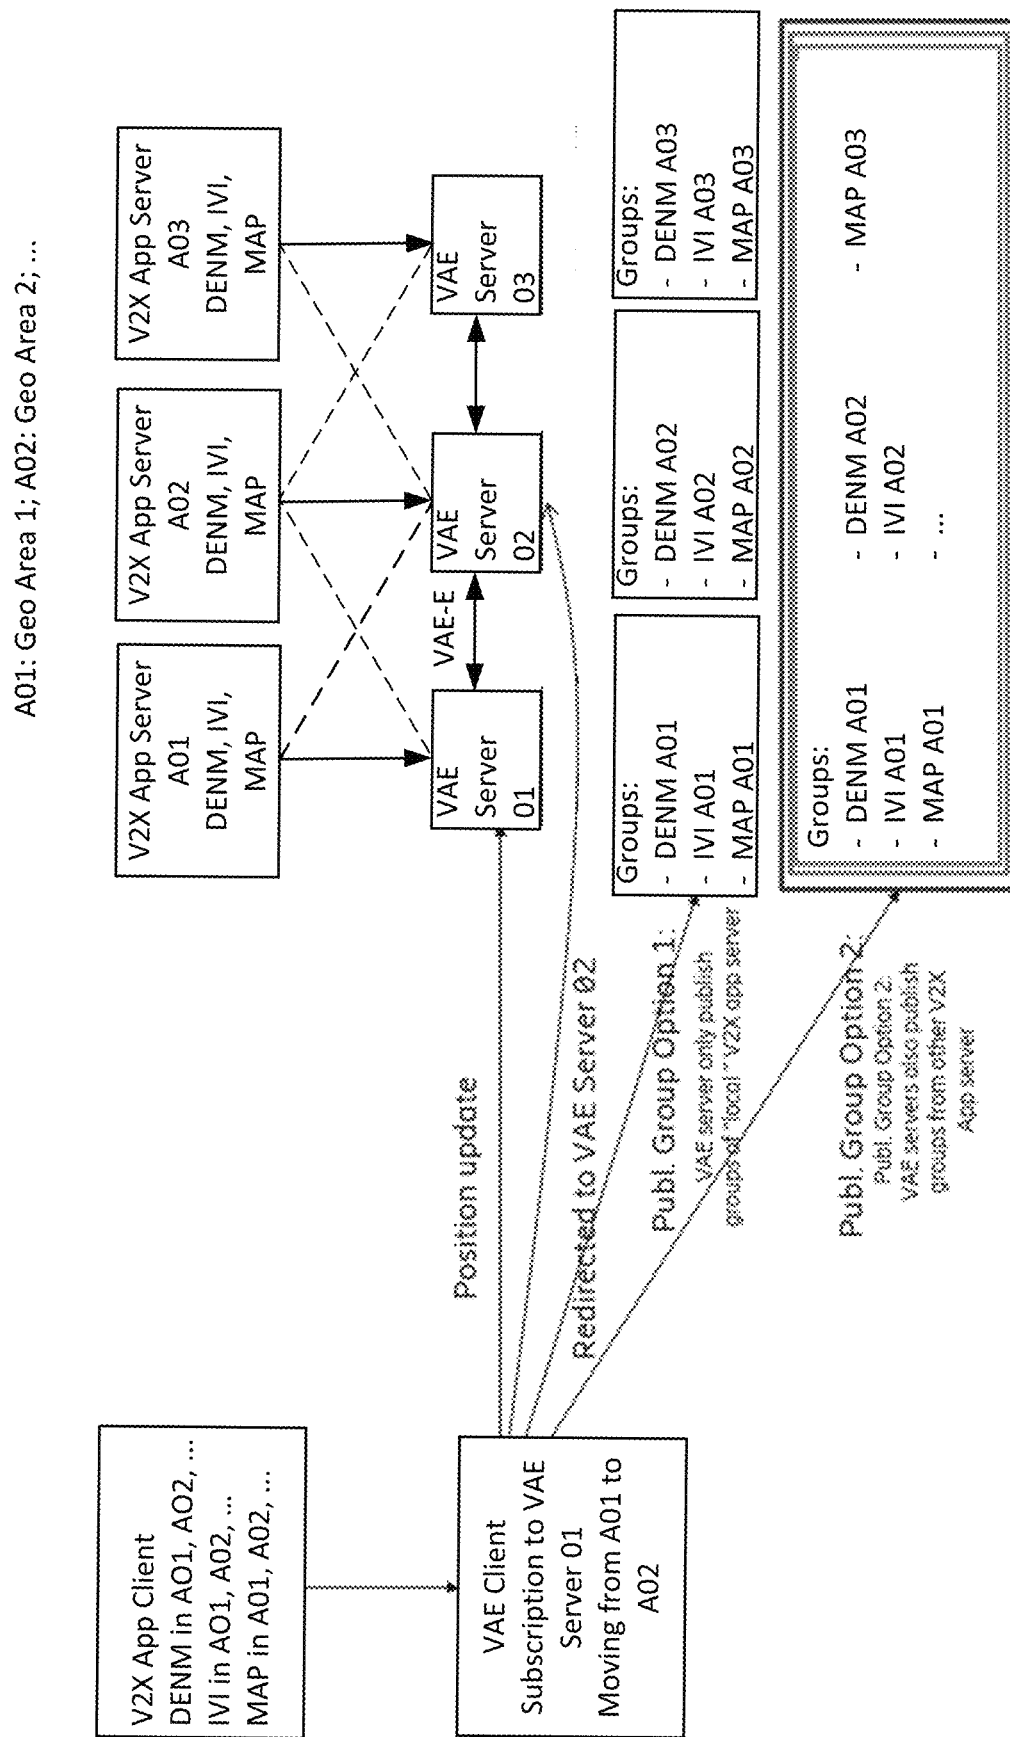 A01: Geo Area 1; A02: Geo Area 2; ...
V2X App Client
DENM in AO1, AO2, ...
IVI in AO1, A02, ...
MAP in A01, A02, ...
V2X App Server
A01
DENM, IVI,
MAP
V2X App Server
A02
DENM, IVI,
MAP
V2X App Server
A03
DENM, IVI,
MAP
VAE Client
Subscription to VAE
Server 01
Moving from A01 to
A02
Position update
Redirected to VAE Server 02
VAE
Server
01
VAE-E
VAE
Server
02
VAE
Server
03
Publ. Group Option 1:
VAE server only publish
groups of "local" V2X app server
Groups:
- DENM A01
- IVI A01
- MAP A01
Groups:
- DENM A02
- IVI A02
- MAP A02
Groups:
- DENM A03
- IVI A03
- MAP A03
Publ. Group Option 2:
Publ. Group Option 2:
VAE servers also publish
groups from other V2X
App server
Groups:
- DENM A01 - DENM A02 - MAP A03
- IVI A01 - IVI A02
- MAP A01 - ...